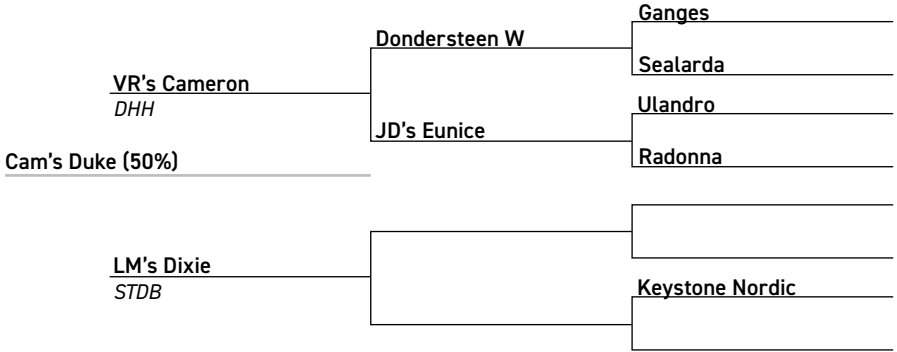 Ganges
Dondersteen W
Sealarda
VR's Cameron
DHH
Ulandro
JD's Eunice
Radonna
Cam's Duke (50%)
LM's Dixie
STDB
Keystone Nordic